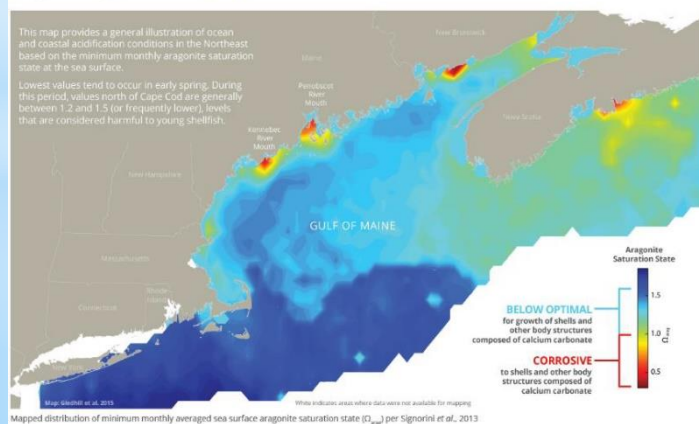 This map provides a general illustration of ocean
and coastal acidification conditions in the Northeast
based on the minimum monthly aragonite saturation
state at the sea surface.
Lowest values tend to occur in early spring. During
this period, values north of Cape Cod are generally
between 1.2 and 1.5 (or frequently lower), levels
that are considered harmful to young shellfish.
New Brunswick
Maine
Penobscot
River
Mouth
Kennebec
River
Mouth
Nova Scotia
New Hampshire
GULF OF MAINE
Massachusetts
Rhode
Island
Connecticut
New York
Aragonite
Saturation State
1.5
1.0
0.5
Ωarag
BELOW OPTIMAL
for growth of shells and
other body structures
composed of calcium carbonate
CORROSIVE
to shells and other body
structures composed of
calcium carbonate
Map: Gledhill et al. 2015
White indicates areas where data were not available for mapping
Mapped distribution of minimum monthly averaged sea surface aragonite saturation state (Ωarag) per Signorini et al., 2013